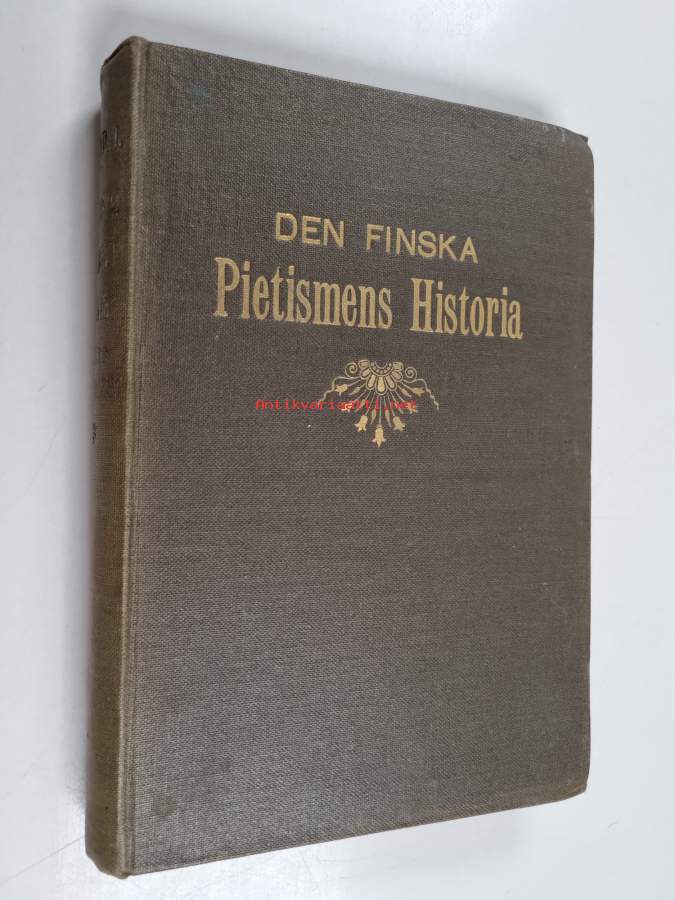 DEN FINSKA
Pietismens Historia
Antikvariaatti.net